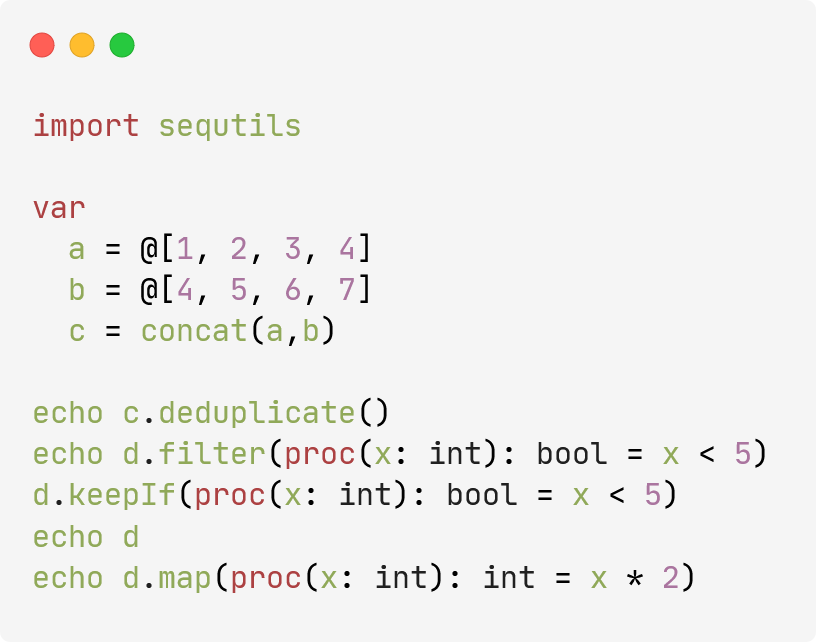 import sequtils

var
  a = @[1, 2, 3, 4]
  b = @[4, 5, 6, 7]
  c = concat(a,b)

echo c.deduplicate()
echo d.filter(proc(x: int): bool = x < 5)
d.keepIf(proc(x: int): bool = x < 5)
echo d
echo d.map(proc(x: int): int = x * 2)